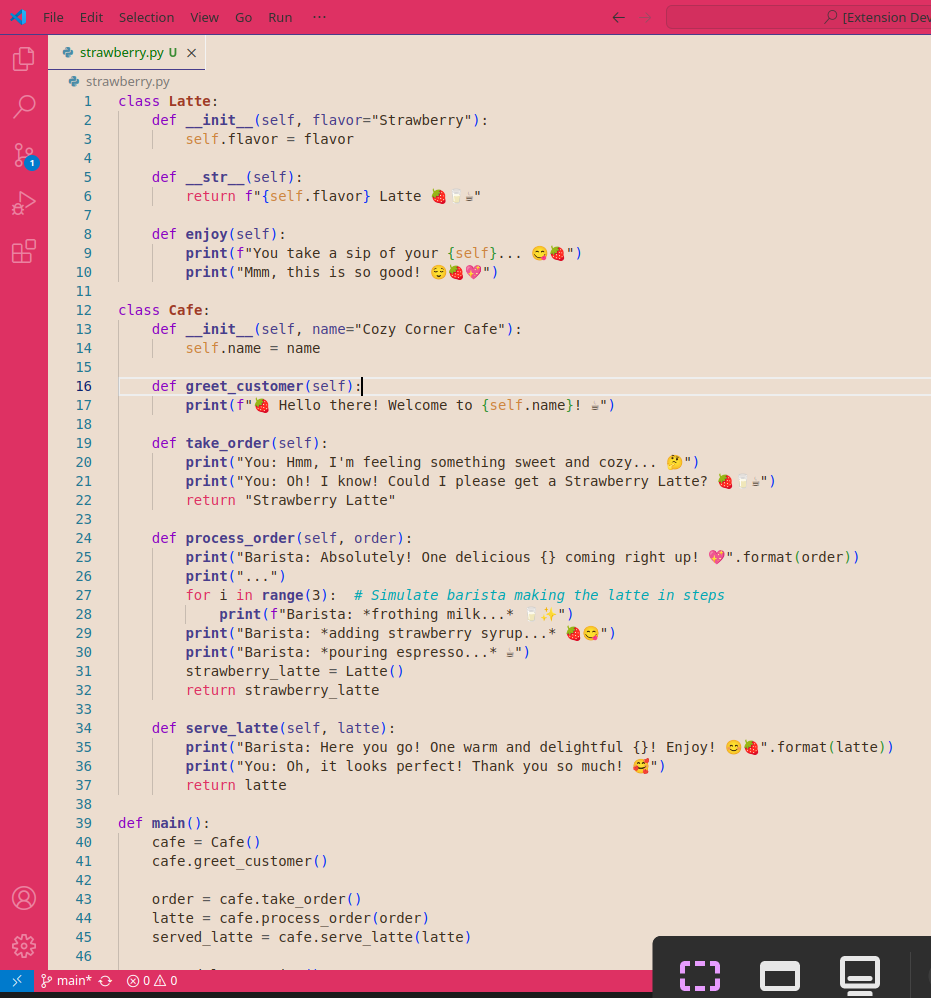 File Edit Selection View Go Run ··· ← → [Extension Dev
strawberry.py U ×
strawberry.py
1 class Latte:
2     def __init__(self, flavor="Strawberry"):
3         self.flavor = flavor
4
5     def __str__(self):
6         return f"{self.flavor} Latte 🍓🥛☕"
7
8     def enjoy(self):
9         print(f"You take a sip of your {self}... 😋🍓")
10         print("Mmm, this is so good! 😌🍓💖")
11
12 class Cafe:
13     def __init__(self, name="Cozy Corner Cafe"):
14         self.name = name
15
16     def greet_customer(self):
17         print(f"🍓 Hello there! Welcome to {self.name}! ☕")
18
19     def take_order(self):
20         print("You: Hmm, I'm feeling something sweet and cozy... 🤔")
21         print("You: Oh! I know! Could I please get a Strawberry Latte? 🍓🥛☕")
22         return "Strawberry Latte"
23
24     def process_order(self, order):
25         print("Barista: Absolutely! One delicious {} coming right up! 💖".format(order))
26         print("...")
27         for i in range(3):  # Simulate barista making the latte in steps
28             print(f"Barista: *frothing milk...* 🥛✨")
29         print("Barista: *adding strawberry syrup...* 🍓😋")
30         print("Barista: *pouring espresso...* ☕")
31         strawberry_latte = Latte()
32         return strawberry_latte
33
34     def serve_latte(self, latte):
35         print("Barista: Here you go! One warm and delightful {}! Enjoy! 😊🍓".format(latte))
36         print("You: Oh, it looks perfect! Thank you so much! 🥰")
37         return latte
38
39 def main():
40     cafe = Cafe()
41     cafe.greet_customer()
42
43     order = cafe.take_order()
44     latte = cafe.process_order(order)
45     served_latte = cafe.serve_latte(latte)
46
1
main* 0 0